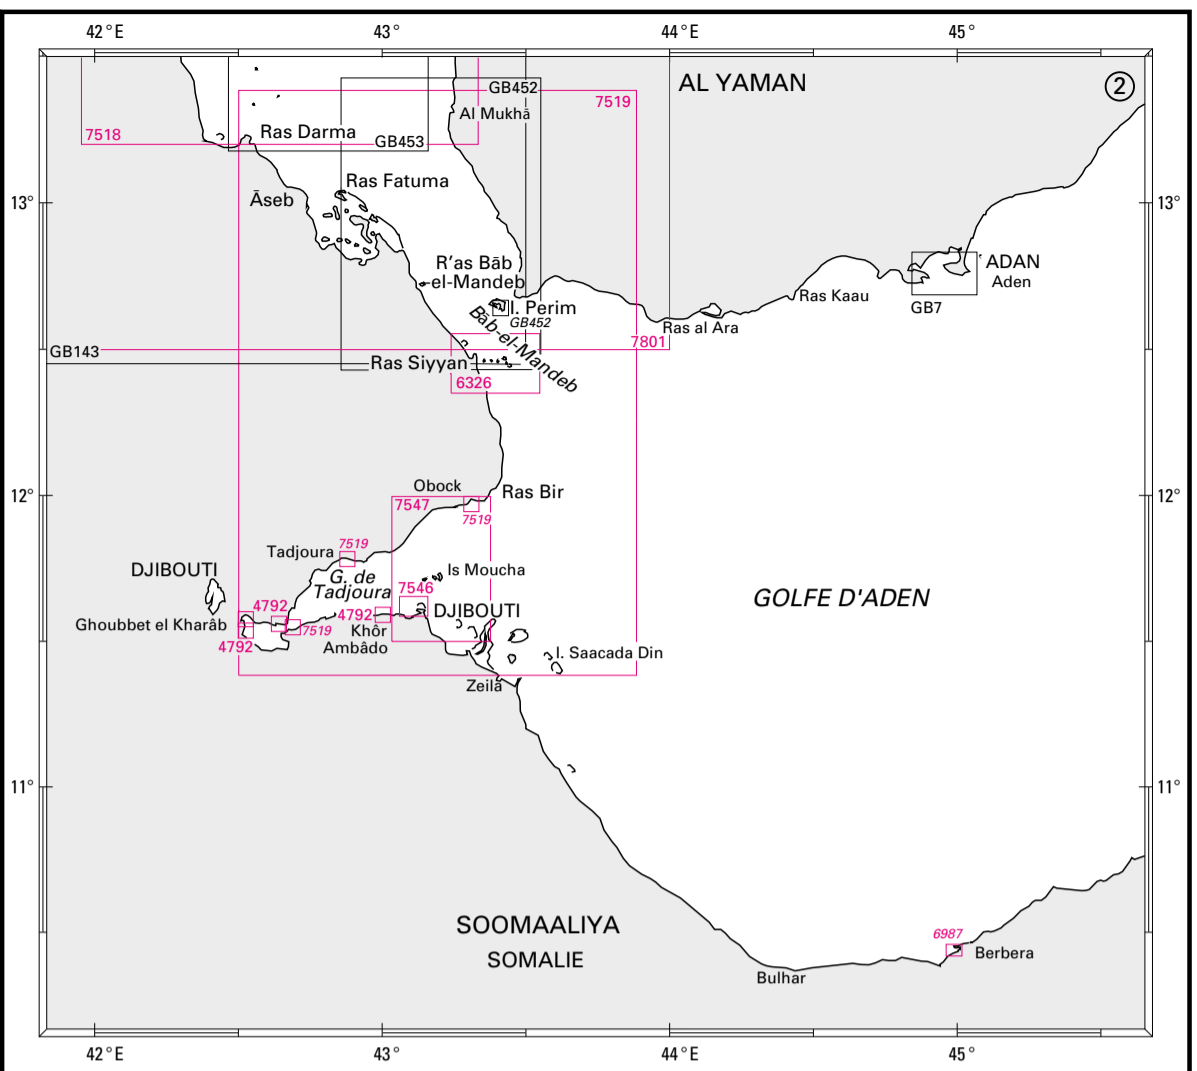 42°E
43°
44°E
45°
AL YAMAN
2
GB452
7519
Al Mukhā
7518
Ras Darma
GB453
Ras Fatuma
Āseb
13°
13°
R'as Bāb
-el-Mandeb
ADAN
Aden
Ras Kaau
GB7
I. Perim
GB452
Bāb-el-Mandeb
Ras al Ara
7801
GB143
Ras Siyyan
6326
12°
12°
Obock
Ras Bir
7547
7519
7519
Tadjoura
DJIBOUTI
G. de
Tadjoura
Is Moucha
7546
GOLFE D'ADEN
4792
4792
DJIBOUTI
Ghoubbet el Kharâb
7519
Khôr
Ambâdo
4792
I. Saacada Din
Zeila
11°
11°
SOOMAALIYA
SOMALIE
6987
Berbera
Bulhar
42°E
43°
44°E
45°